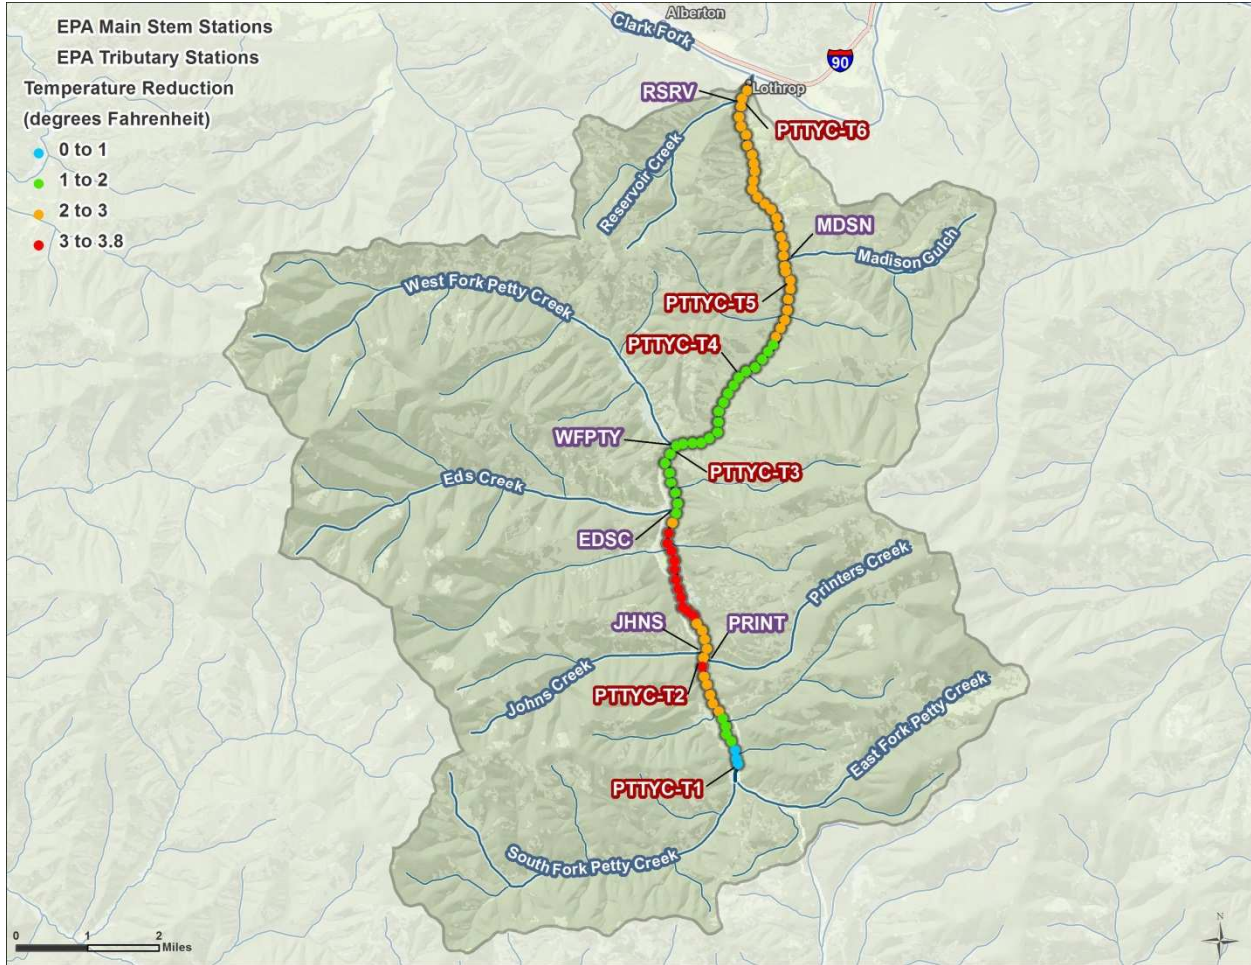 EPA Main Stem Stations
EPA Tributary Stations
Temperature Reduction
(degrees Fahrenheit)
0 to 1
1 to 2
2 to 3
3 to 3.8
Alberton
Clark Fork
90
Lothrop
RSRV
PTTYC-T6
Reservoir Creek
MDSN
Madison Gulch
West Fork Petty Creek
PTTYC-T5
PTTYC-T4
WFPTY
PTTYC-T3
Eds Creek
EDSC
Printers Creek
JHNS
PRINT
Johns Creek
PTTYC-T2
East Fork Petty Creek
PTTYC-T1
South Fork Petty Creek
0 1 2
Miles
N